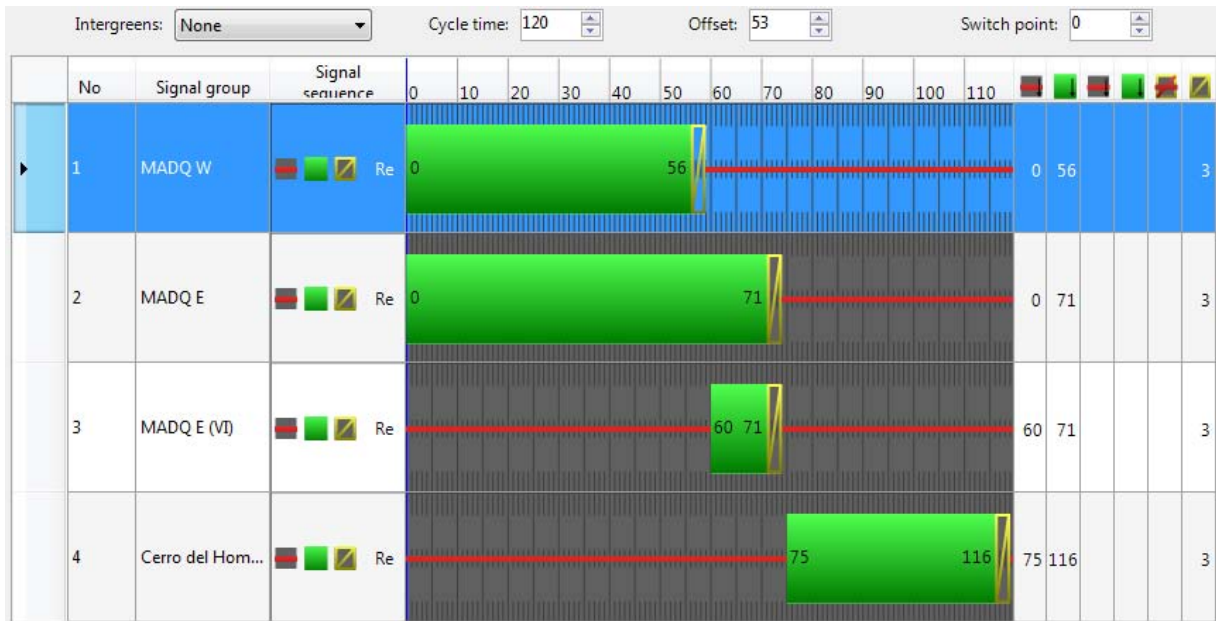 Intergreens: None Cycle time: 120 Offset: 53 Switch point: 0
No Signal group Signal sequence 0 10 20 30 40 50 60 70 80 90 100 110
1 MADQ W Re 0 56 0 56 3
2 MADQ E Re 0 71 0 71 3
3 MADQ E (VI) Re 60 71 60 71 3
4 Cerro del Hom... Re 75 116 75 116 3